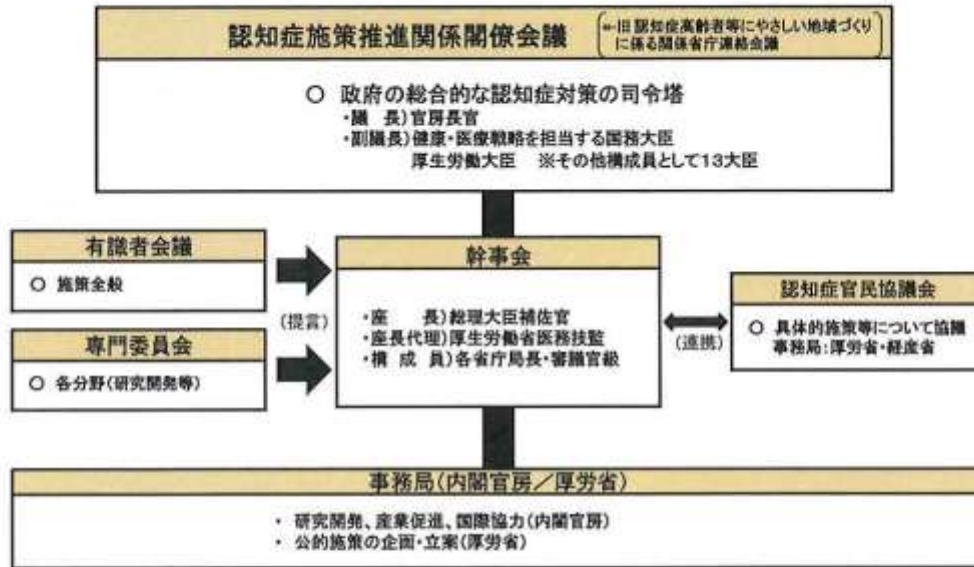 認知症施策推進関係閣僚会議
←旧認知症高齢者等にやさしい地域づくり
に係る関係省庁連絡会議
○ 政府の総合的な認知症対策の司令塔
・議　長)官房長官
・副議長)健康・医療戦略を担当する国務大臣
厚生労働大臣　※その他構成員として13大臣
有識者会議
○ 施策全般
専門委員会
○ 各分野(研究開発等)
(提言)
幹事会
・座　　長)総理大臣補佐官
・座長代理)厚生労働省医務技監
・構 成 員)各省庁局長・審議官級
(連携)
認知症官民協議会
○ 具体的施策等について協議
事務局:厚労省・経産省
事務局(内閣官房／厚労省)
・ 研究開発、産業促進、国際協力(内閣官房)
・ 公的施策の企画・立案(厚労省)